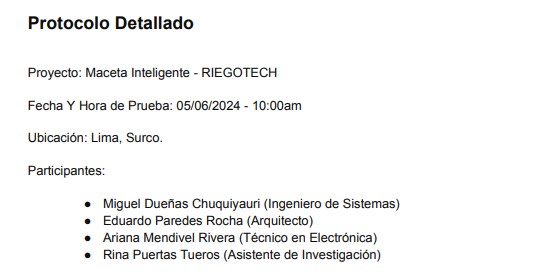 Protocolo Detallado
Proyecto: Maceta Inteligente - RIEGOTECH
Fecha Y Hora de Prueba: 05/06/2024 - 10:00am
Ubicación: Lima, Surco.
Participantes:
● Miguel Dueñas Chuquiyauri (Ingeniero de Sistemas)
● Eduardo Paredes Rocha (Arquitecto)
● Ariana Mendivel Rivera (Técnico en Electrónica)
● Rina Puertas Tueros (Asistente de Investigación)